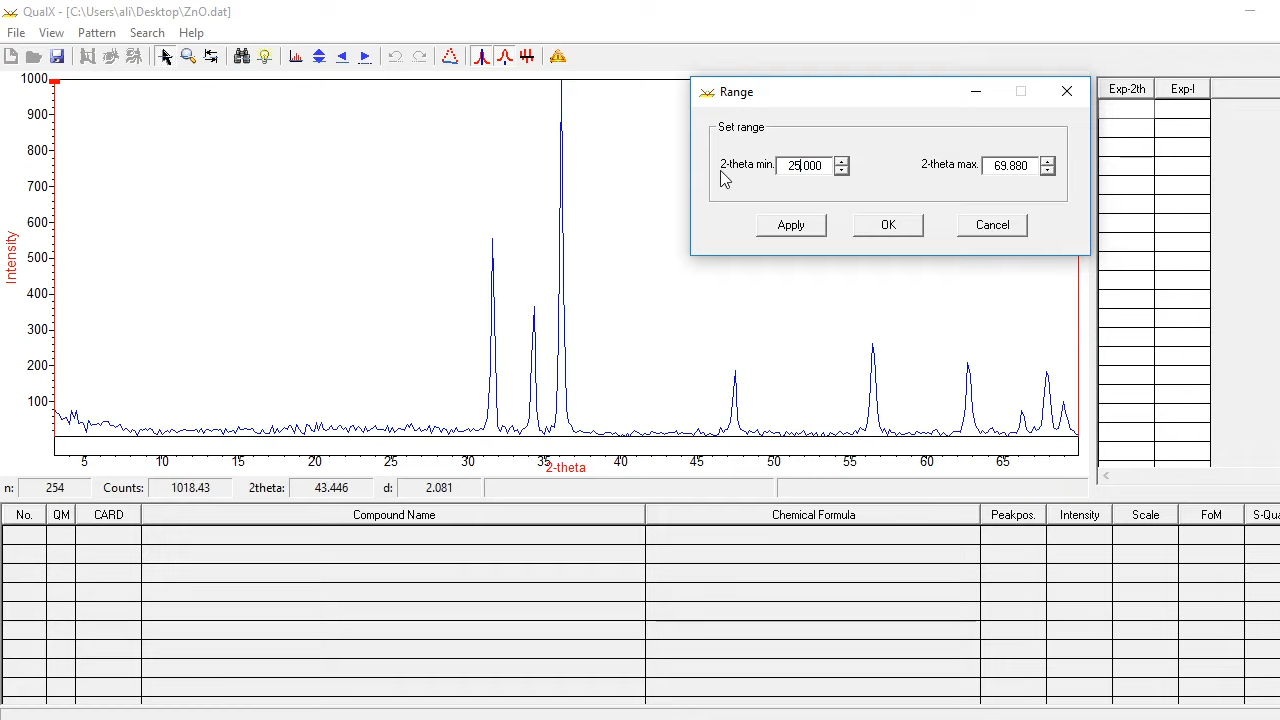 QualX - [C:\Users\ali\Desktop\ZnO.dat]
File View Pattern Search Help
Range
Set range
2-theta min. 25.000 2-theta max. 69.880
Apply OK Cancel
Exp-2th Exp-I
1000
900
800
700
600
500
400
300
200
100
Intensity
5 10 15 20 25 30 35 40 45 50 55 60 65
2-theta
n: 254 Counts: 1018.43 2theta: 43.446 d: 2.081
No. QM CARD Compound Name Chemical Formula Peakpos. Intensity Scale FoM S-Qua